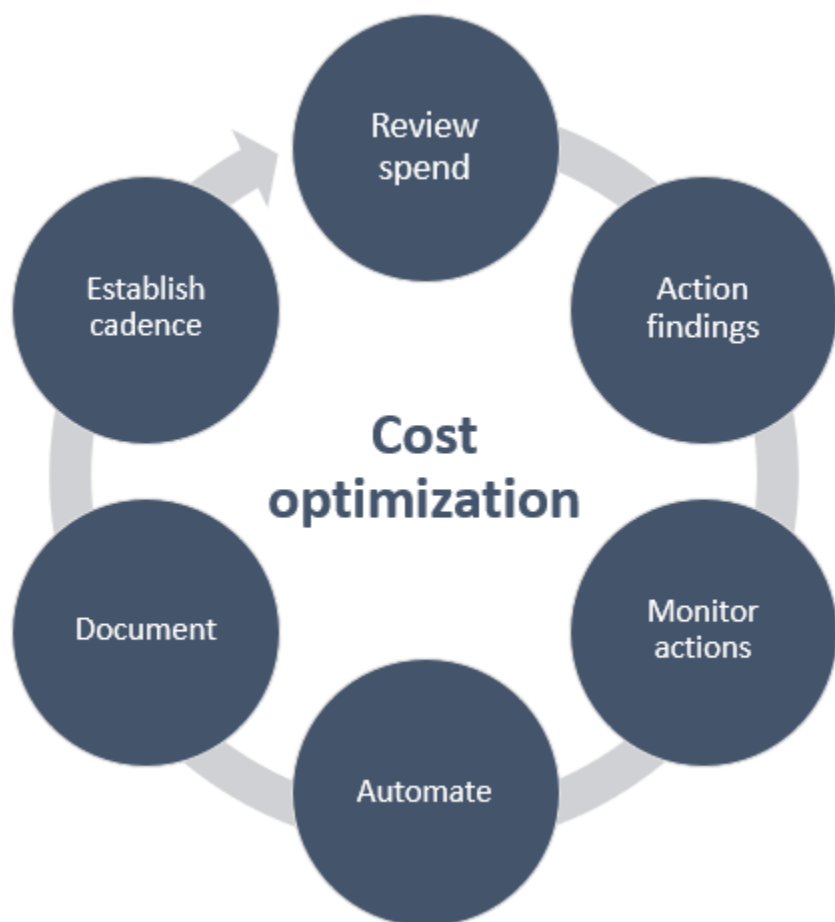 Review
spend
Action
findings
Monitor
actions
Automate
Document
Establish
cadence
Cost
optimization